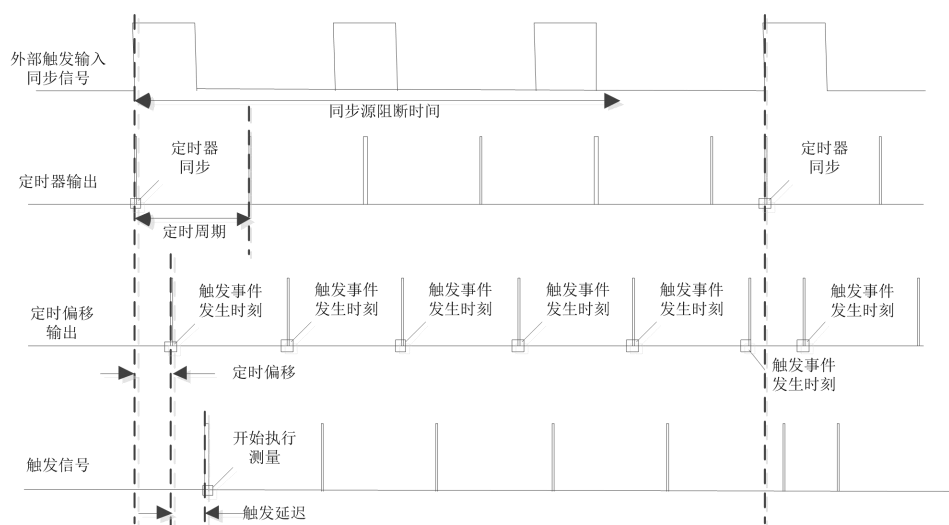 外部触发输入
同步信号
同步源阻断时间
定时器
同步
定时器
同步
定时器输出
定时周期
触发事件
发生时刻
触发事件
发生时刻
触发事件
发生时刻
触发事件
发生时刻
触发事件
发生时刻
触发事件
发生时刻
定时偏移
输出
触发事件
发生时刻
定时偏移
开始执行
测量
触发信号
触发延迟